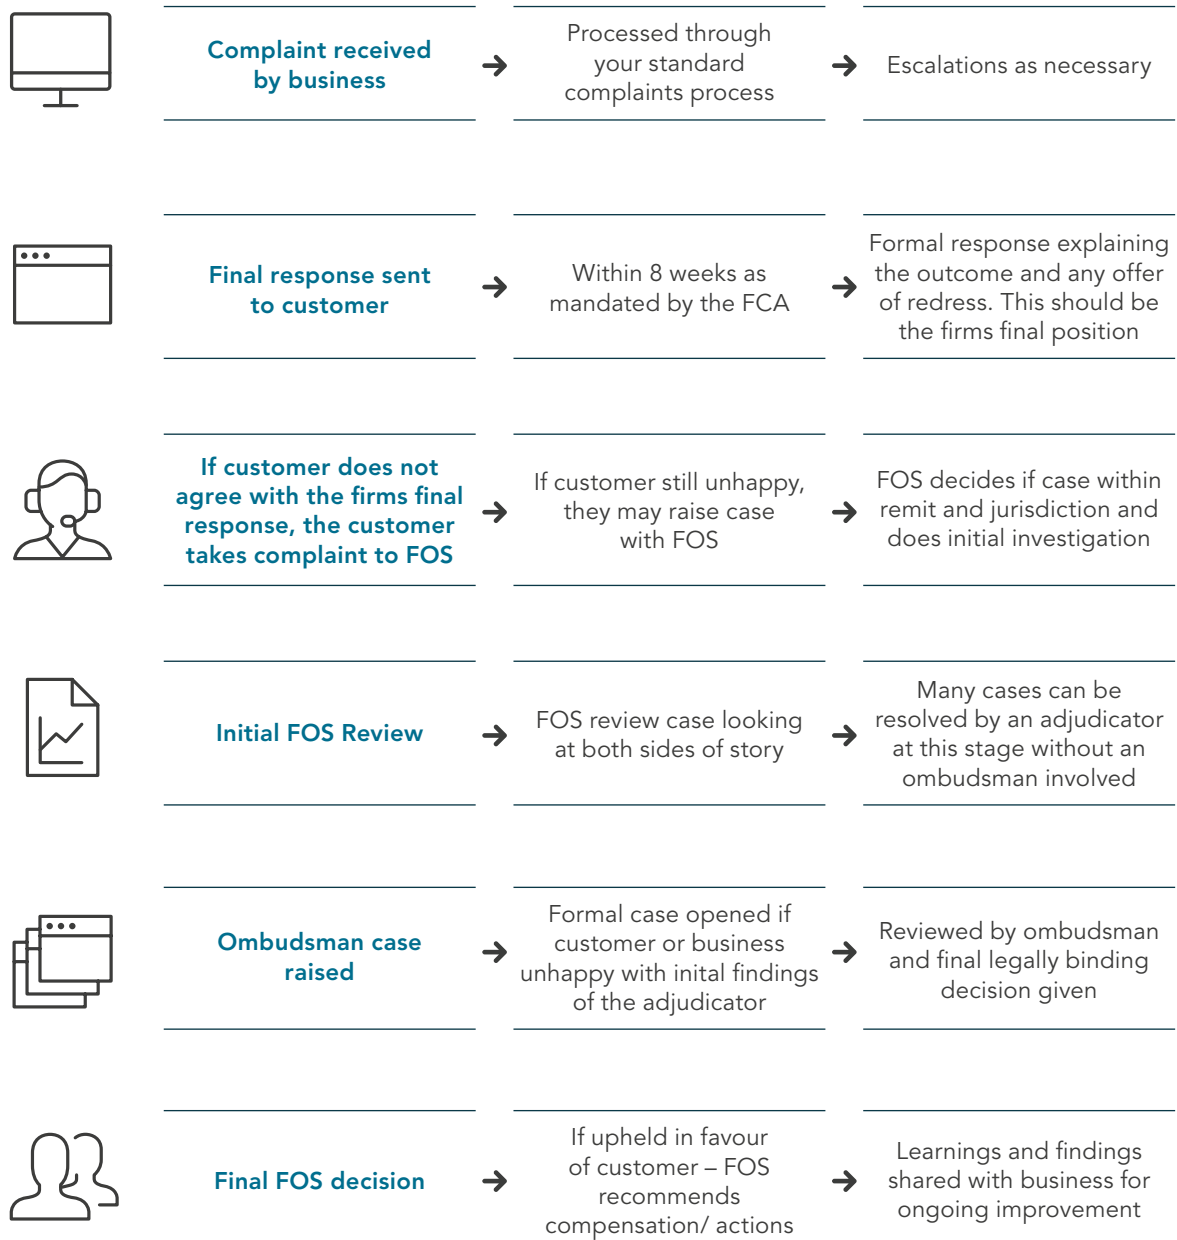 Complaint received
by business
Processed through
your standard
complaints process
Escalations as necessary
Final response sent
to customer
Within 8 weeks as
mandated by the FCA
Formal response explaining
the outcome and any offer
of redress. This should be
the firms final position
If customer does not
agree with the firms final
response, the customer
takes complaint to FOS
If customer still unhappy,
they may raise case
with FOS
FOS decides if case within
remit and jurisdiction and
does initial investigation
Initial FOS Review
FOS review case looking
at both sides of story
Many cases can be
resolved by an adjudicator
at this stage without an
ombudsman involved
Ombudsman case
raised
Formal case opened if
customer or business
unhappy with inital findings
of the adjudicator
Reviewed by ombudsman
and final legally binding
decision given
Final FOS decision
If upheld in favour
of customer – FOS
recommends
compensation/ actions
Learnings and findings
shared with business for
ongoing improvement